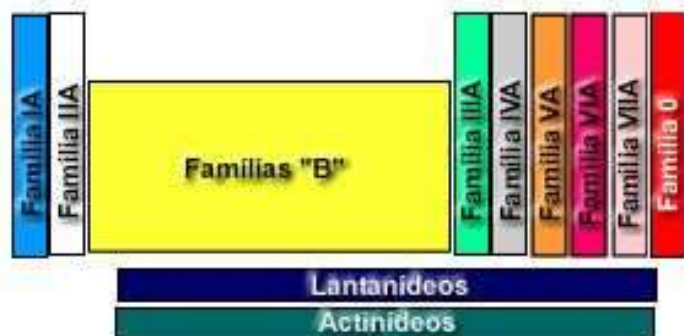 Família IA
Família IIA
Famílias "B"
Família IIIA
Família IVA
Família VA
Família VIA
Família VIIA
Família 0
Lantanídeos
Actinídeos